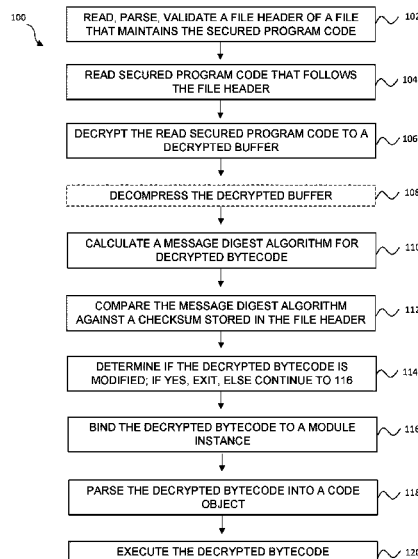 100
READ, PARSE, VALIDATE A FILE HEADER OF A FILE
THAT MAINTAINS THE SECURED PROGRAM CODE
102
READ SECURED PROGRAM CODE THAT FOLLOWS
THE FILE HEADER
104
DECRYPT THE READ SECURED PROGRAM CODE TO A
DECRYPTED BUFFER
106
DECOMPRESS THE DECRYPTED BUFFER
108
CALCULATE A MESSAGE DIGEST ALGORITHM FOR
DECRYPTED BYTECODE
110
COMPARE THE MESSAGE DIGEST ALGORITHM
AGAINST A CHECKSUM STORED IN THE FILE HEADER
112
DETERMINE IF THE DECRYPTED BYTECODE IS
MODIFIED; IF YES, EXIT, ELSE CONTINUE TO 116
114
BIND THE DECRYPTED BYTECODE TO A MODULE
INSTANCE
116
PARSE THE DECRYPTED BYTECODE INTO A CODE
OBJECT
118
EXECUTE THE DECRYPTED BYTECODE
120